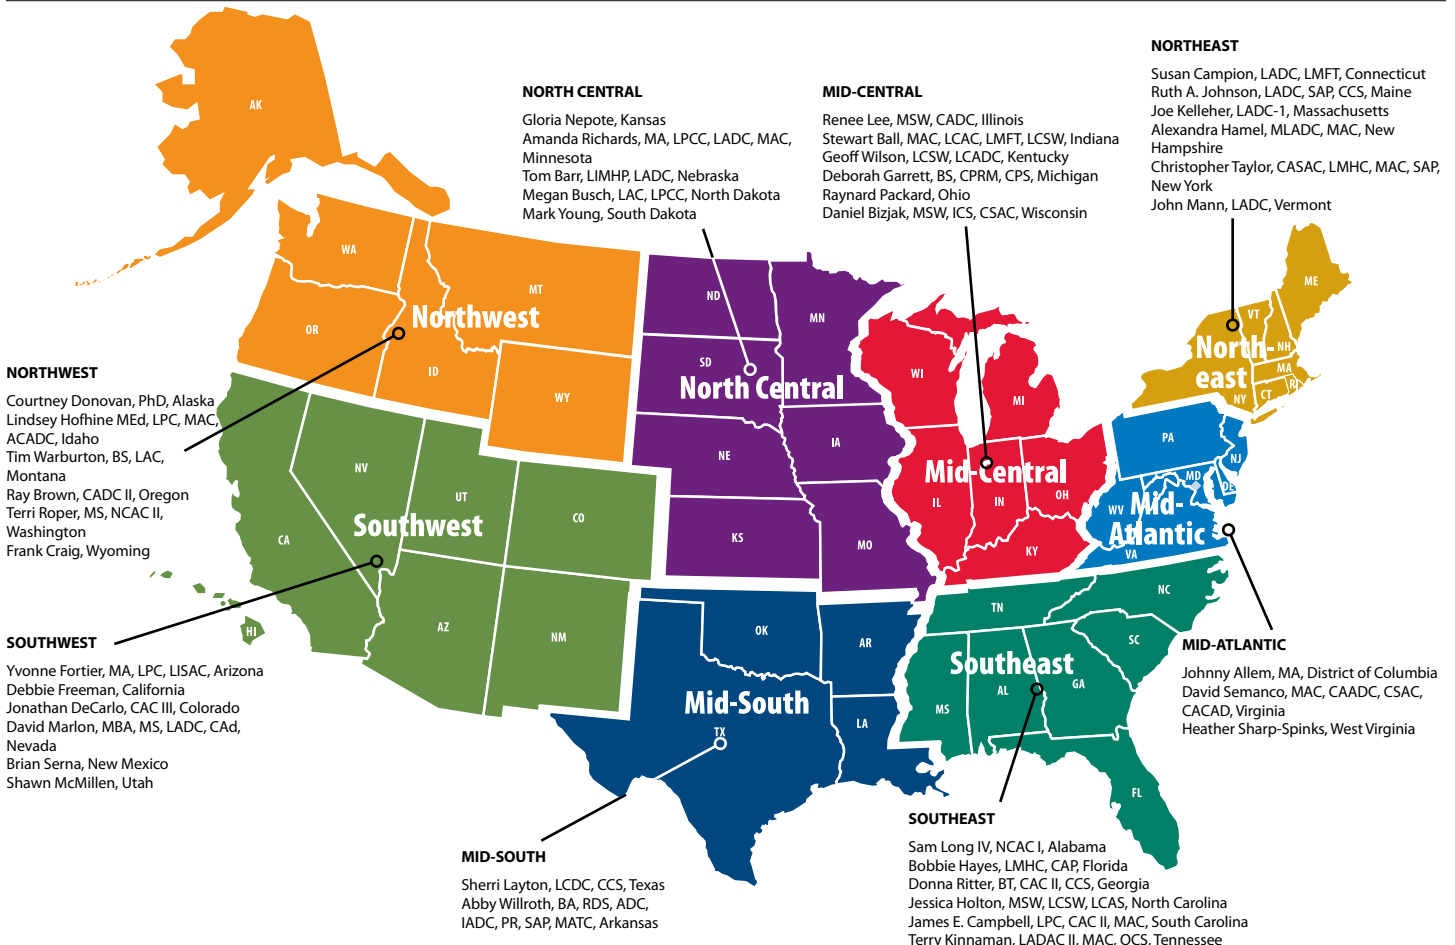 NORTHEAST
Susan Campion, LADC, LMFT, Connecticut
Ruth A. Johnson, LADC, SAP, CCS, Maine
Joe Kelleher, LADC-1, Massachusetts
Alexandra Hamel, MLADC, MAC, New
Hampshire
Christopher Taylor, CASAC, LMHC, MAC, SAP,
New York
John Mann, LADC, Vermont
NORTH CENTRAL
Gloria Nepote, Kansas
Amanda Richards, MA, LPCC, LADC, MAC,
Minnesota
Tom Barr, LIMHP, LADC, Nebraska
Megan Busch, LAC, LPCC, North Dakota
Mark Young, South Dakota
MID-CENTRAL
Renee Lee, MSW, CADC, Illinois
Stewart Ball, MAC, LCAC, LMFT, LCSW, Indiana
Geoff Wilson, LCSW, LCADC, Kentucky
Deborah Garrett, BS, CPRM, CPS, Michigan
Raynard Packard, Ohio
Daniel Bizjak, MSW, ICS, CSAC, Wisconsin
AK
WA
OR
MT
ID
WY
Northwest
ND
MN
SD
NE
IA
KS
MO
North Central
WI
MI
IL
IN
OH
KY
Mid-Central
ME
VT
NH
MA
RI
CT
NY
North-
east
PA
NJ
MD
DE
WV
VA
Mid-
Atlantic
NV
UT
CO
CA
AZ
NM
HI
Southwest
OK
AR
TX
LA
Mid-South
TN
NC
SC
MS
AL
GA
FL
Southeast
NORTHWEST
Courtney Donovan, PhD, Alaska
Lindsey Hofhine MEd, LPC, MAC,
ACADC, Idaho
Tim Warburton, BS, LAC,
Montana
Ray Brown, CADC II, Oregon
Terri Roper, MS, NCAC II,
Washington
Frank Craig, Wyoming
SOUTHWEST
Yvonne Fortier, MA, LPC, LISAC, Arizona
Debbie Freeman, California
Jonathan DeCarlo, CAC III, Colorado
David Marlon, MBA, MS, LADC, CAd,
Nevada
Brian Serna, New Mexico
Shawn McMillen, Utah
MID-ATLANTIC
Johnny Allem, MA, District of Columbia
David Semanco, MAC, CAADC, CSAC,
CACAD, Virginia
Heather Sharp-Spinks, West Virginia
MID-SOUTH
Sherri Layton, LCDC, CCS, Texas
Abby Willroth, BA, RDS, ADC,
IADC, PR, SAP, MATC, Arkansas
SOUTHEAST
Sam Long IV, NCAC I, Alabama
Bobbie Hayes, LMHC, CAP, Florida
Donna Ritter, BT, CAC II, CCS, Georgia
Jessica Holton, MSW, LCSW, LCAS, North Carolina
James E. Campbell, LPC, CAC II, MAC, South Carolina
Terry Kinnaman, LADAC II, MAC, QCS, Tennessee